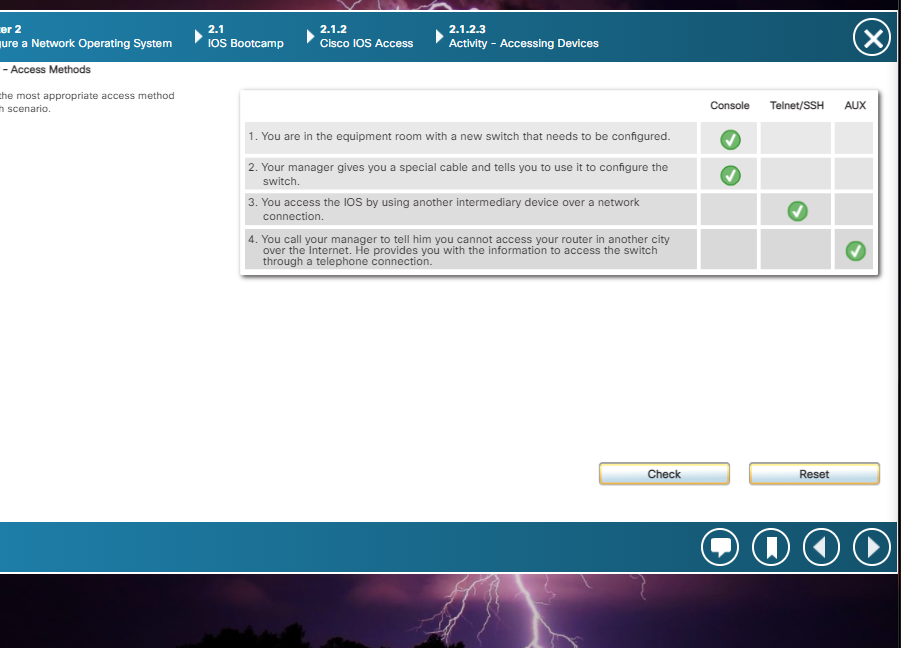 er 2
ure a Network Operating System
2.1
IOS Bootcamp
2.1.2
Cisco IOS Access
2.1.2.3
Activity – Accessing Devices
– Access Methods
the most appropriate access method
h scenario.
Console Telnet/SSH AUX
1. You are in the equipment room with a new switch that needs to be configured.
2. Your manager gives you a special cable and tells you to use it to configure the
switch.
3. You access the IOS by using another intermediary device over a network
connection.
4. You call your manager to tell him you cannot access your router in another city
over the Internet. He provides you with the information to access the switch
through a telephone connection.
Check Reset